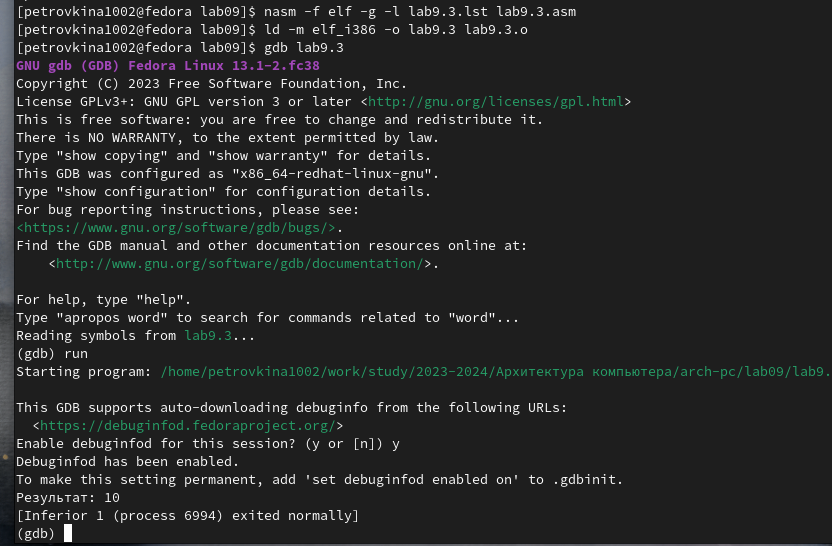 [petrovkina1002@fedora lab09]$ nasm -f elf -g -l lab9.3.lst lab9.3.asm
[petrovkina1002@fedora lab09]$ ld -m elf_i386 -o lab9.3 lab9.3.o
[petrovkina1002@fedora lab09]$ gdb lab9.3
GNU gdb (GDB) Fedora Linux 13.1-2.fc38
Copyright (C) 2023 Free Software Foundation, Inc.
License GPLv3+: GNU GPL version 3 or later <http://gnu.org/licenses/gpl.html>
This is free software: you are free to change and redistribute it.
There is NO WARRANTY, to the extent permitted by law.
Type "show copying" and "show warranty" for details.
This GDB was configured as "x86_64-redhat-linux-gnu".
Type "show configuration" for configuration details.
For bug reporting instructions, please see:
<https://www.gnu.org/software/gdb/bugs/>.
Find the GDB manual and other documentation resources online at:
    <http://www.gnu.org/software/gdb/documentation/>.
For help, type "help".
Type "apropos word" to search for commands related to "word"...
Reading symbols from lab9.3...
(gdb) run
Starting program: /home/petrovkina1002/work/study/2023-2024/Архитектура компьютера/arch-pc/lab09/lab9.
This GDB supports auto-downloading debuginfo from the following URLs:
  <https://debuginfod.fedoraproject.org/>
Enable debuginfod for this session? (y or [n]) y
Debuginfod has been enabled.
To make this setting permanent, add 'set debuginfod enabled on' to .gdbinit.
Результат: 10
[Inferior 1 (process 6994) exited normally]
(gdb)